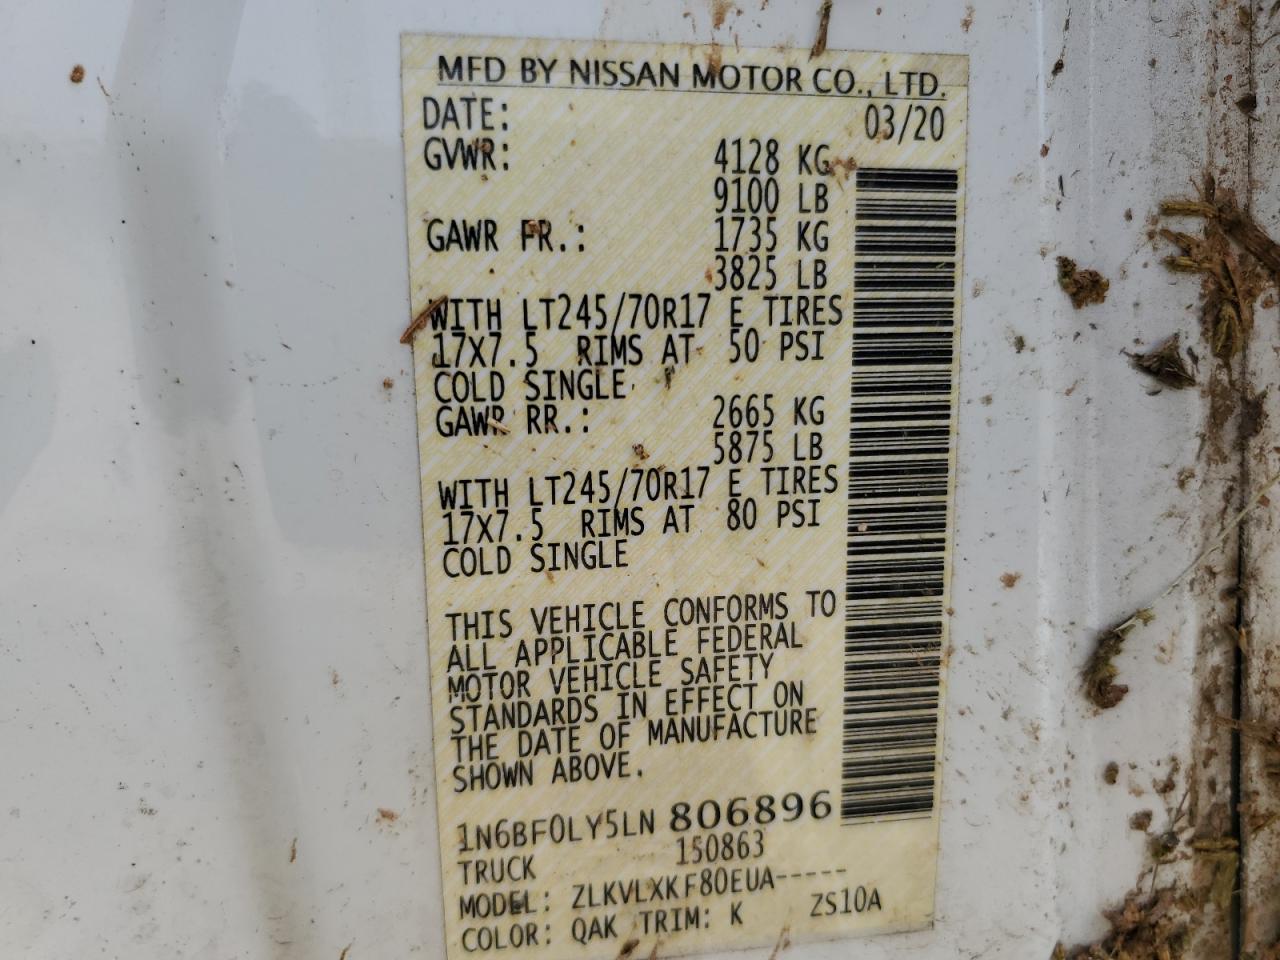 MFD BY NISSAN MOTOR CO., LTD.
DATE: 03/20
GVWR: 4128 KG
9100 LB
GAWR FR.: 1735 KG
3825 LB
WITH LT245/70R17 E TIRES
17X7.5 RIMS AT 50 PSI
COLD SINGLE
GAWR RR.: 2665 KG
5875 LB
WITH LT245/70R17 E TIRES
17X7.5 RIMS AT 80 PSI
COLD SINGLE
THIS VEHICLE CONFORMS TO
ALL APPLICABLE FEDERAL
MOTOR VEHICLE SAFETY
STANDARDS IN EFFECT ON
THE DATE OF MANUFACTURE
SHOWN ABOVE.
1N6BF0LY5LN 806896
TRUCK 150863
MODEL: ZLKVLXKF80EUA-----
COLOR: QAK TRIM: K ZS10A